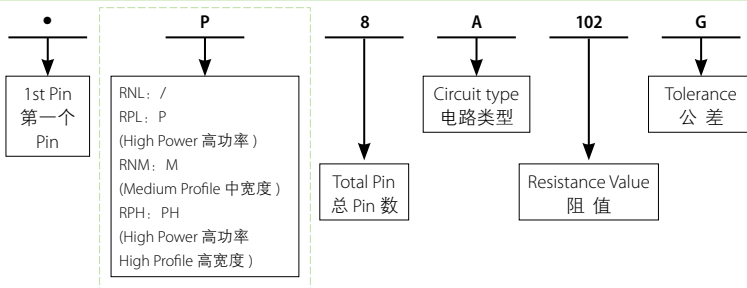 • P 8 A 102 G
1st Pin
第一个
Pin
RNL：/
RPL：P
(High Power 高功率 )
RNM：M
(Medium Profile 中宽度 )
RPH：PH
(High Power 高功率
High Profile 高宽度 )
Total Pin
总 Pin 数
Circuit type
电路类型
Resistance Value
阻 值
Tolerance
公 差